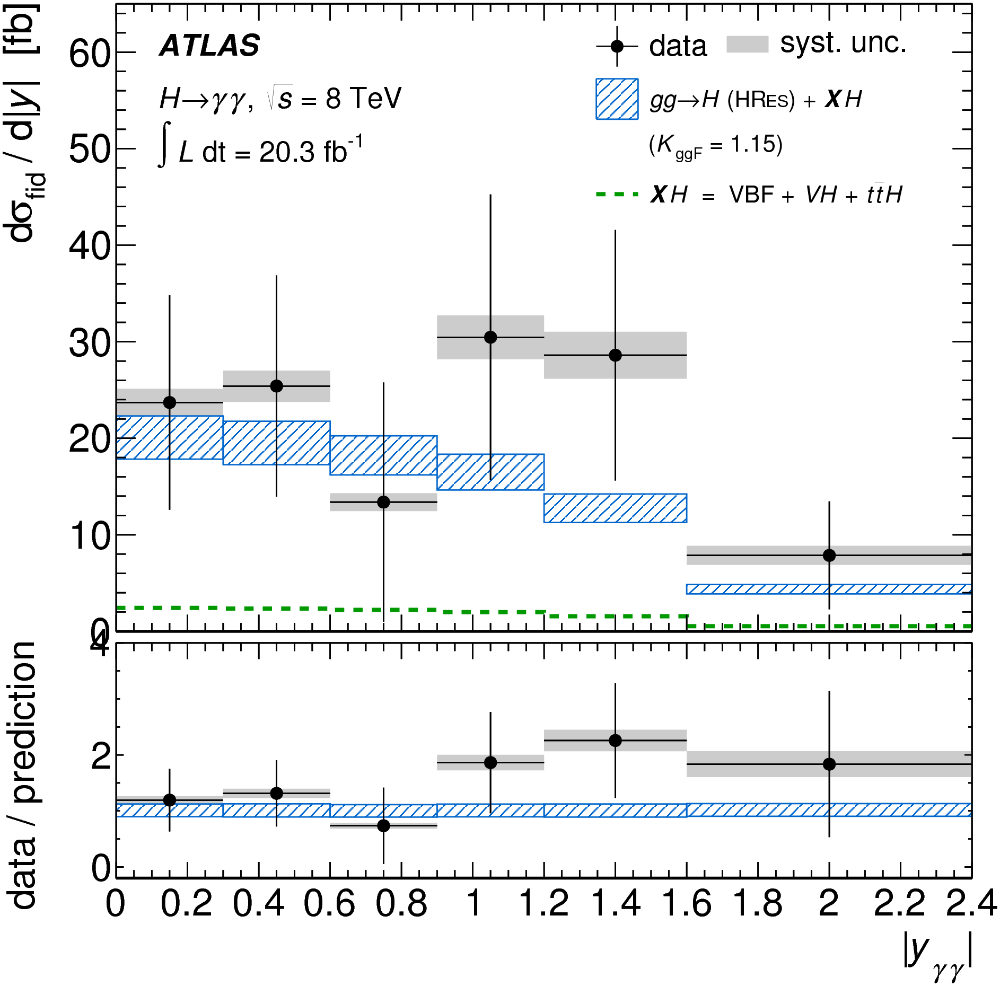 dσfid / d|y| [fb]
60
50
40
30
20
10
0
ATLAS
H→γγ, √s = 8 TeV
∫ L dt = 20.3 fb-1
data syst. unc.
gg→H (HRES) + XH
(KggF = 1.15)
XH = VBF + VH + tt̄H
data / prediction
4
2
0
0 0.2 0.4 0.6 0.8 1 1.2 1.4 1.6 1.8 2 2.2 2.4
|yγγ|